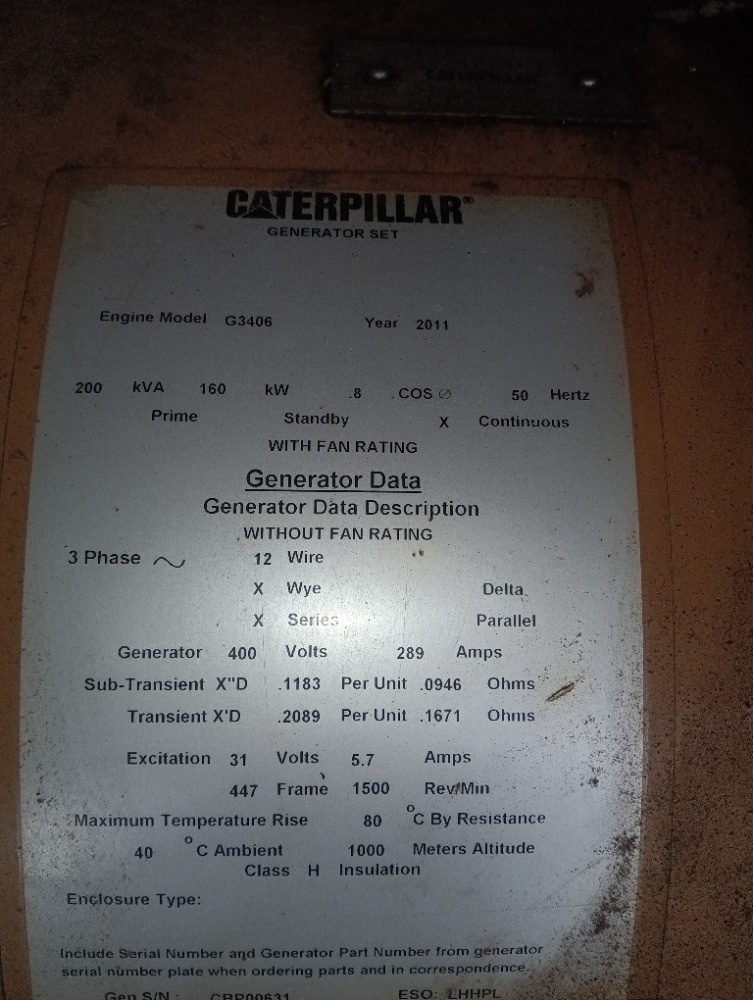 CATERPILLAR
CATERPILLAR®
GENERATOR SET
Engine Model G3406 Year 2011
200 kVA 160 kW .8 COS ∅ 50 Hertz
Prime Standby X Continuous
WITH FAN RATING
Generator Data
Generator Data Description
WITHOUT FAN RATING
3 Phase ~ 12 Wire
X Wye Delta
X Series Parallel
Generator 400 Volts 289 Amps
Sub-Transient X"D .1183 Per Unit .0946 Ohms
Transient X'D .2089 Per Unit .1671 Ohms
Excitation 31 Volts 5.7 Amps
447 Frame 1500 Rev/Min
Maximum Temperature Rise 80 °C By Resistance
40 °C Ambient 1000 Meters Altitude
Class H Insulation
Enclosure Type:
Include Serial Number and Generator Part Number from generator
serial number plate when ordering parts and in correspondence.
Gen S/N : CRP00631 ESO: LHHPL